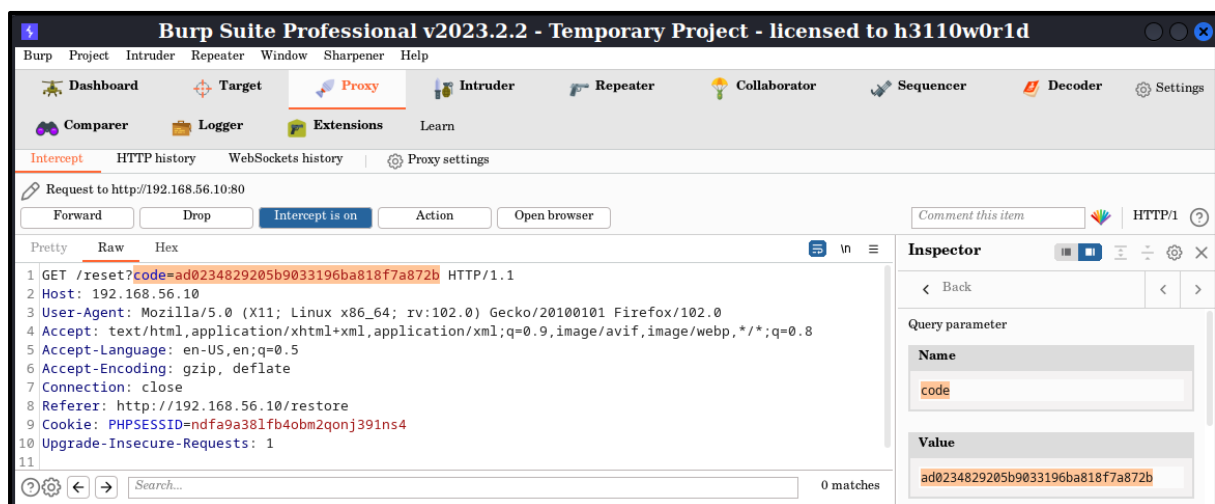 Burp Suite Professional v2023.2.2 - Temporary Project - licensed to h3110w0r1d
Burp Project Intruder Repeater Window Sharpener Help
Dashboard Target Proxy Intruder Repeater Collaborator Sequencer Decoder Settings
Comparer Logger Extensions Learn
Intercept HTTP history WebSockets history Proxy settings
Request to http://192.168.56.10:80
Forward Drop Intercept is on Action Open browser Comment this item HTTP/1 ?
Pretty Raw Hex \n
1 GET /reset?code=ad0234829205b9033196ba818f7a872b HTTP/1.1
2 Host: 192.168.56.10
3 User-Agent: Mozilla/5.0 (X11; Linux x86_64; rv:102.0) Gecko/20100101 Firefox/102.0
4 Accept: text/html,application/xhtml+xml,application/xml;q=0.9,image/avif,image/webp,*/*;q=0.8
5 Accept-Language: en-US,en;q=0.5
6 Accept-Encoding: gzip, deflate
7 Connection: close
8 Referer: http://192.168.56.10/restore
9 Cookie: PHPSESSID=ndfa9a38lfb4obm2qonj391ns4
10 Upgrade-Insecure-Requests: 1
11
? Search... 0 matches
Inspector
Back
Query parameter
Name
code
Value
ad0234829205b9033196ba818f7a872b